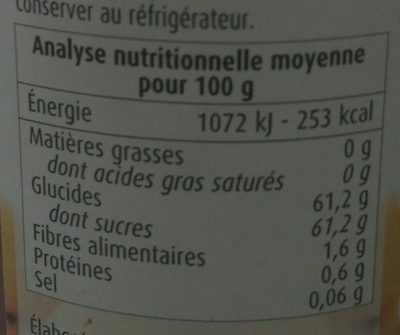 conserver au réfrigérateur.
Analyse nutritionnelle moyenne
pour 100 g
Énergie 1072 kJ - 253 kcal
Matières grasses 0 g
dont acides gras saturés 0 g
Glucides 61,2 g
dont sucres 61,2 g
Fibres alimentaires 1,6 g
Protéines 0,6 g
Sel 0,06 g